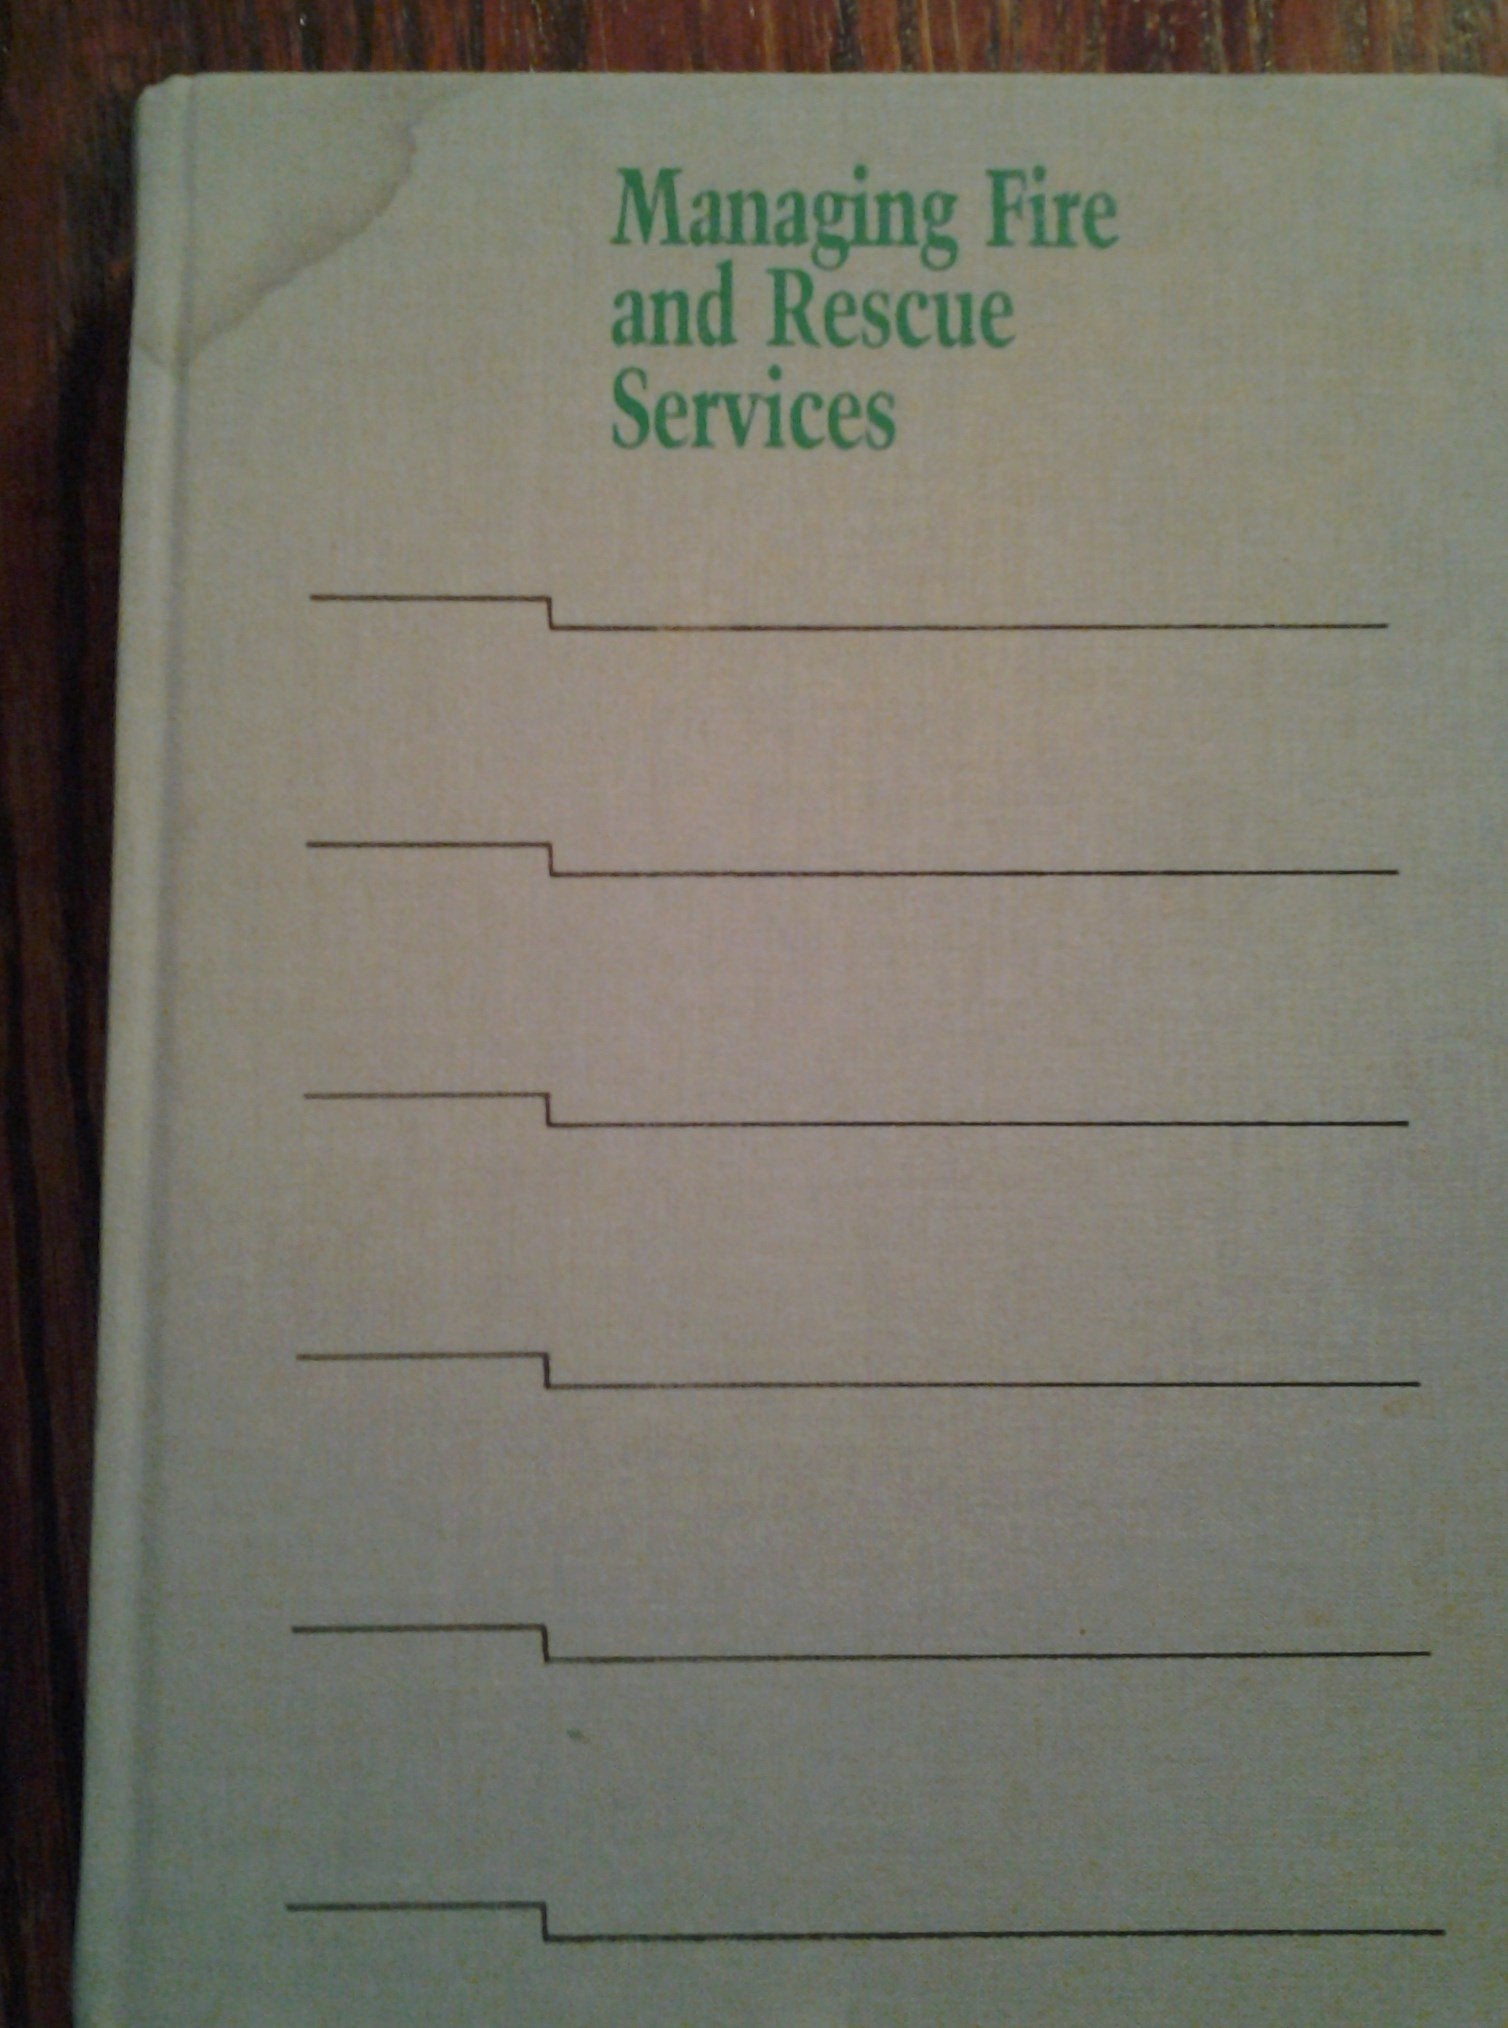 Managing Fire
and Rescue
Services